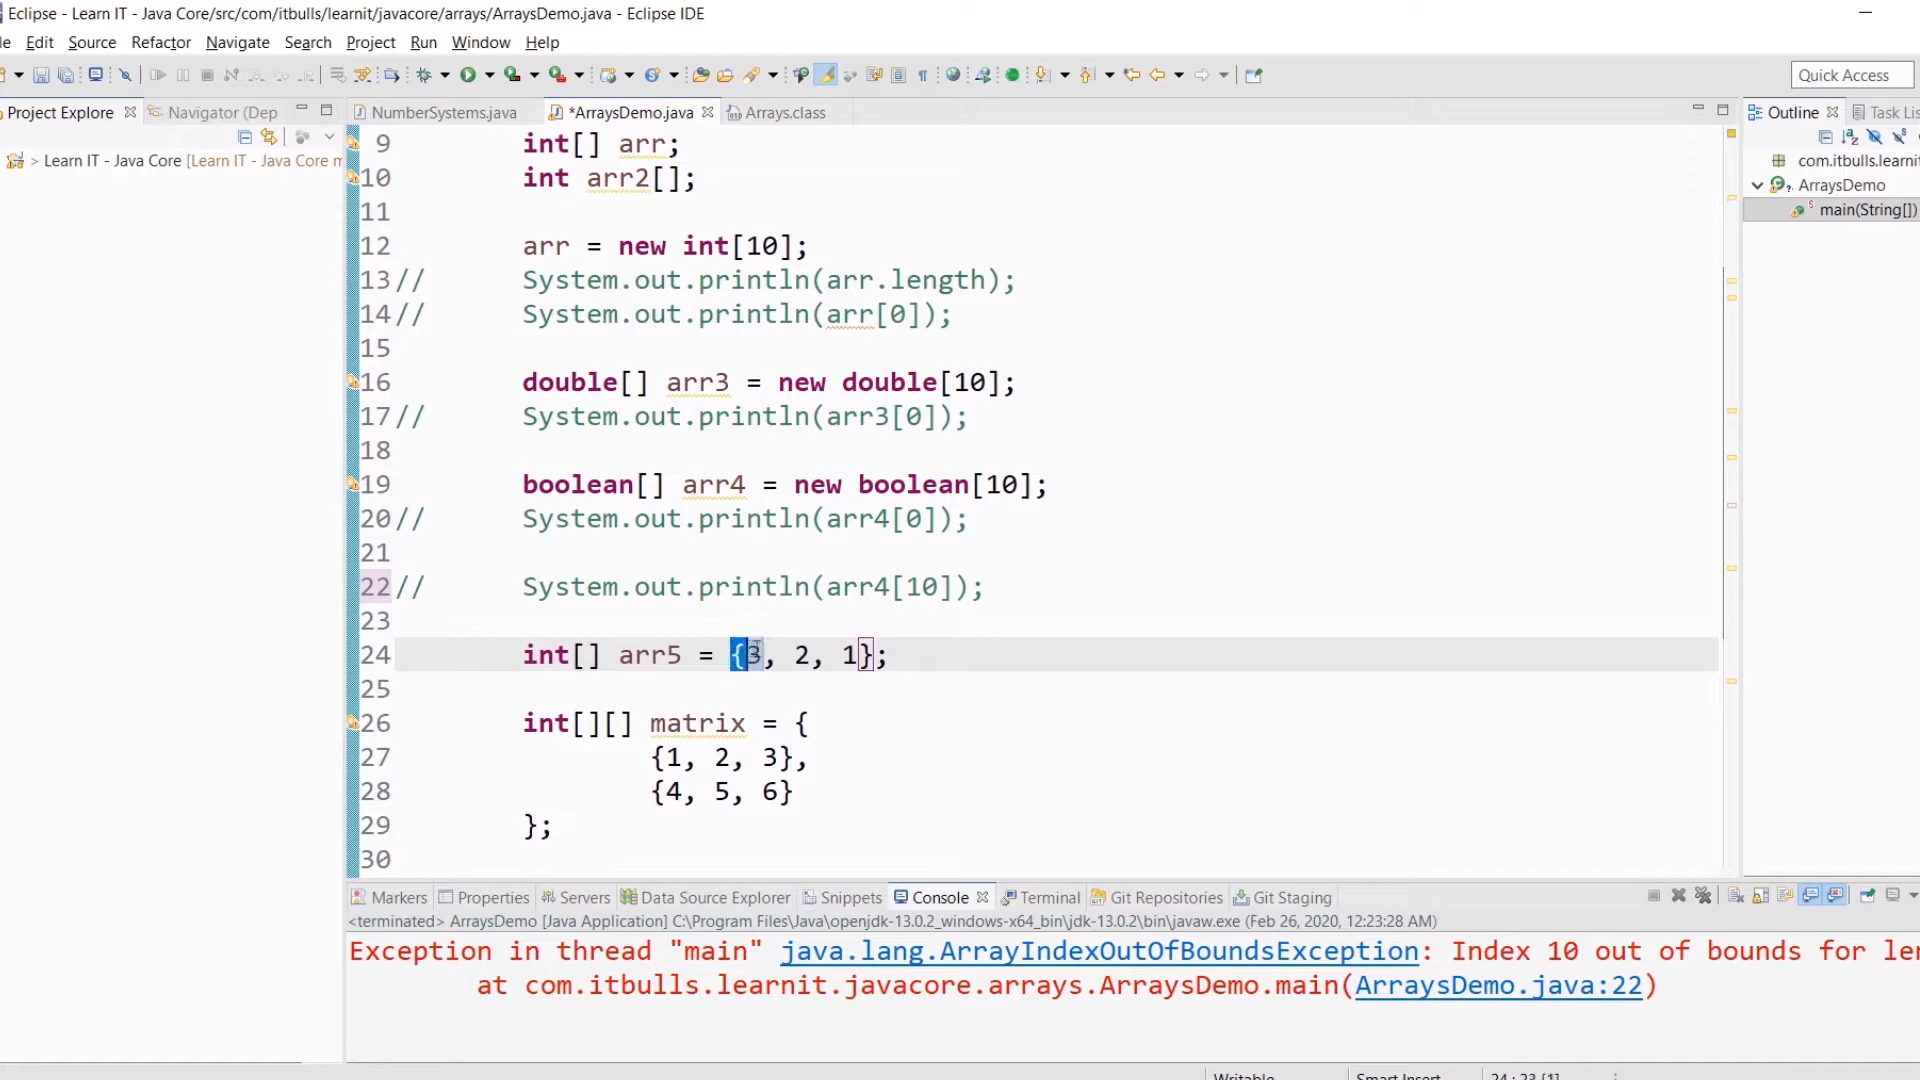 Eclipse - Learn IT - Java Core/src/com/itbulls/learnit/javacore/arrays/ArraysDemo.java - Eclipse IDE
le Edit Source Refactor Navigate Search Project Run Window Help
Quick Access
Project Explore Navigator (Dep NumberSystems.java *ArraysDemo.java Arrays.class Outline Task Lis
> Learn IT - Java Core [Learn IT - Java Core m
com.itbulls.learnit
ArraysDemo
main(String[])
9 int[] arr;
10 int arr2[];
11
12 arr = new int[10];
13 // System.out.println(arr.length);
14 // System.out.println(arr[0]);
15
16 double[] arr3 = new double[10];
17 // System.out.println(arr3[0]);
18
19 boolean[] arr4 = new boolean[10];
20 // System.out.println(arr4[0]);
21
22 // System.out.println(arr4[10]);
23
24 int[] arr5 = {3, 2, 1};
25
26 int[][] matrix = {
27 {1, 2, 3},
28 {4, 5, 6}
29 };
30
Markers Properties Servers Data Source Explorer Snippets Console Terminal Git Repositories Git Staging
<terminated> ArraysDemo [Java Application] C:\Program Files\Java\openjdk-13.0.2_windows-x64_bin\jdk-13.0.2\bin\javaw.exe (Feb 26, 2020, 12:23:28 AM)
Exception in thread "main" java.lang.ArrayIndexOutOfBoundsException: Index 10 out of bounds for len
at com.itbulls.learnit.javacore.arrays.ArraysDemo.main(ArraysDemo.java:22)
Writable Smart Insert 24 : 23 [1]